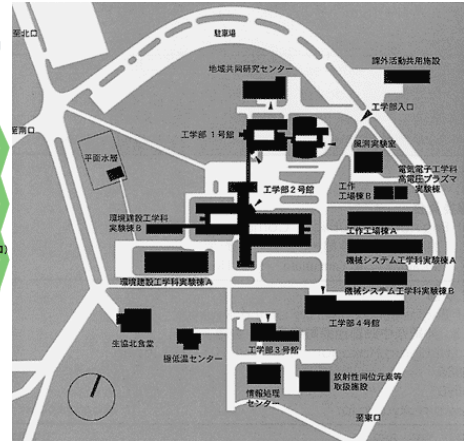 至北口
駐車場
課外活動共用施設
地域共同研究センター
工学部入口
工学部1号館
至南口
風洞実験室
平面水層
電気電子工学科
高電圧プラズマ
実験棟
工学部2号館
工作
工場棟B
環境建設工学科
実験棟B
工作工場棟A
機械システム工学科実験棟A
環境建設工学科実験棟A
機械システム工学科実験棟B
工学部4号館
生協北食堂
極低温センター
工学部3号館
情報処理
センター
放射性同位元素等
取扱施設
至東口